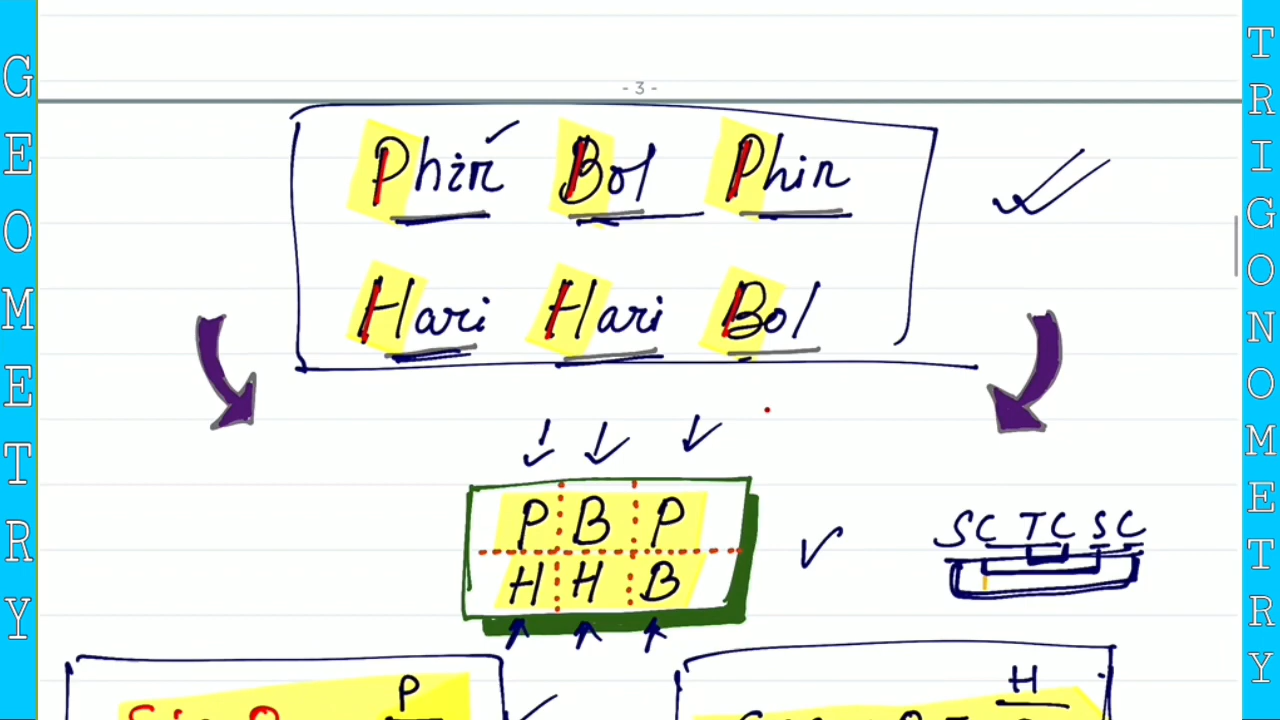 GEOMETRY
TRIGONOMETRY
- 3 -
Phir Bol Phir
Hari Hari Bol
P B P
H H B
SC TC SC
P
H